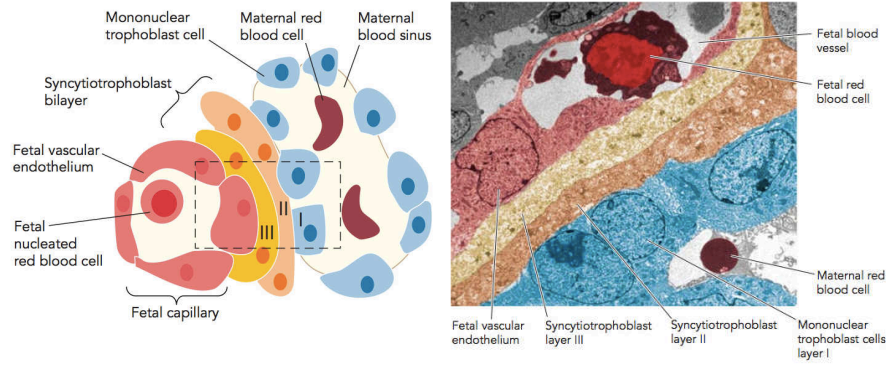 Mononuclear
trophoblast cell
Maternal red
blood cell
Maternal
blood sinus
Syncytiotrophoblast
bilayer
Fetal vascular
endothelium
Fetal
nucleated
red blood cell
Fetal capillary
III
II
I
Fetal blood
vessel
Fetal red
blood cell
Maternal red
blood cell
Fetal vascular
endothelium
Syncytiotrophoblast
layer III
Syncytiotrophoblast
layer II
Mononuclear
trophoblast cells
layer I